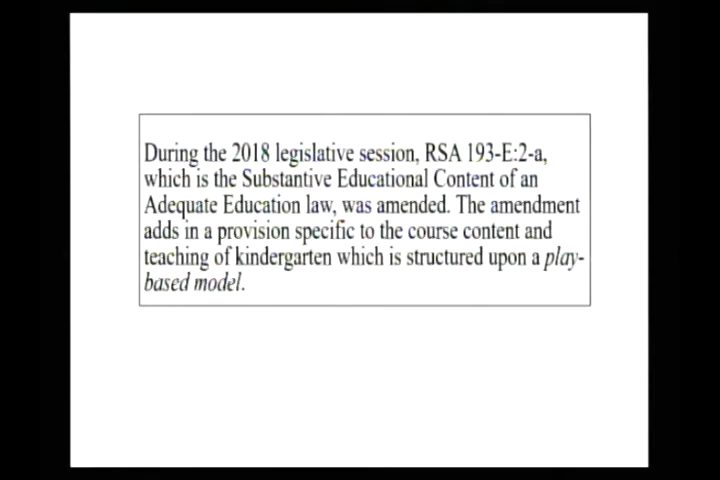 During the 2018 legislative session, RSA 193-E:2-a,
which is the Substantive Educational Content of an
Adequate Education law, was amended. The amendment
adds in a provision specific to the course content and
teaching of kindergarten which is structured upon a play-
based model.